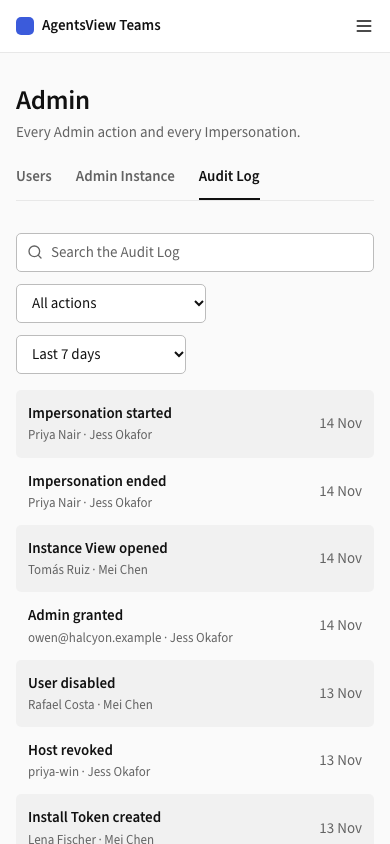 AgentsView Teams
Admin
Every Admin action and every Impersonation.
Users Admin Instance Audit Log
Search the Audit Log
All actions
Last 7 days
Impersonation started
Priya Nair · Jess Okafor
14 Nov
Impersonation ended
Priya Nair · Jess Okafor
14 Nov
Instance View opened
Tomás Ruiz · Mei Chen
14 Nov
Admin granted
owen@halcyon.example · Jess Okafor
14 Nov
User disabled
Rafael Costa · Mei Chen
13 Nov
Host revoked
priya-win · Jess Okafor
13 Nov
Install Token created
Lena Fischer · Mei Chen
13 Nov